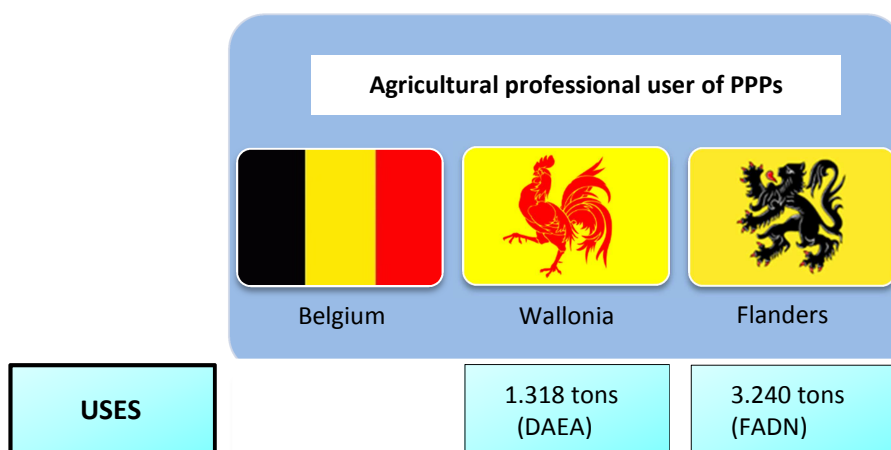 Agricultural professional user of PPPs
Belgium
Wallonia
Flanders
USES
1.318 tons
(DAEA)
3.240 tons
(FADN)